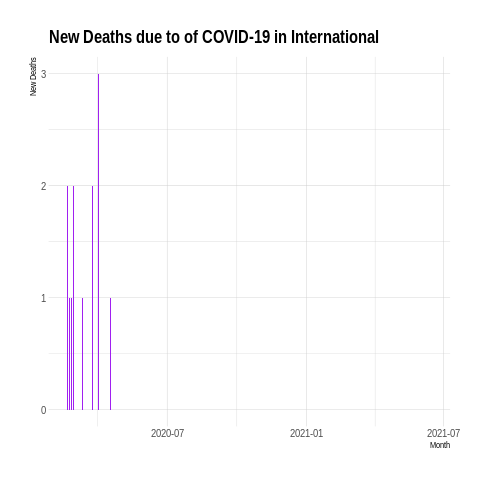 New Deaths due to of COVID-19 in International
New Deaths
3
2
1
0
2020-07 2021-01 2021-07
Month